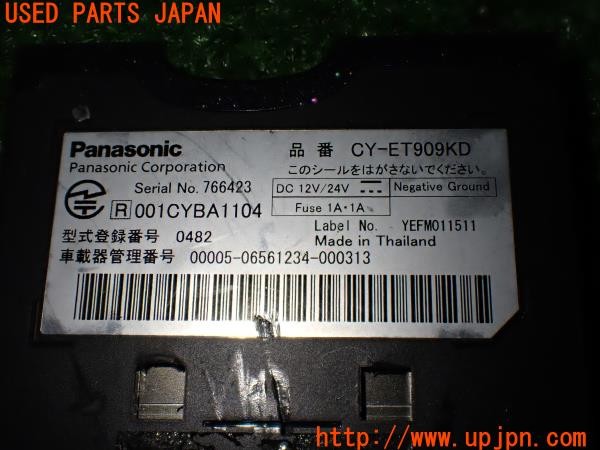 USED PARTS JAPAN
Panasonic
Panasonic Corporation
品番 CY-ET909KD
このシールをはがさないでください。
Serial No. 766423
DC 12V/24V Negative Ground
Fuse 1A・1A
R 001CYBA1104
Label No. YEFM011511
Made in Thailand
型式登録番号 0482
車載器管理番号 00005-06561234-000313
http://www.upjpn.com